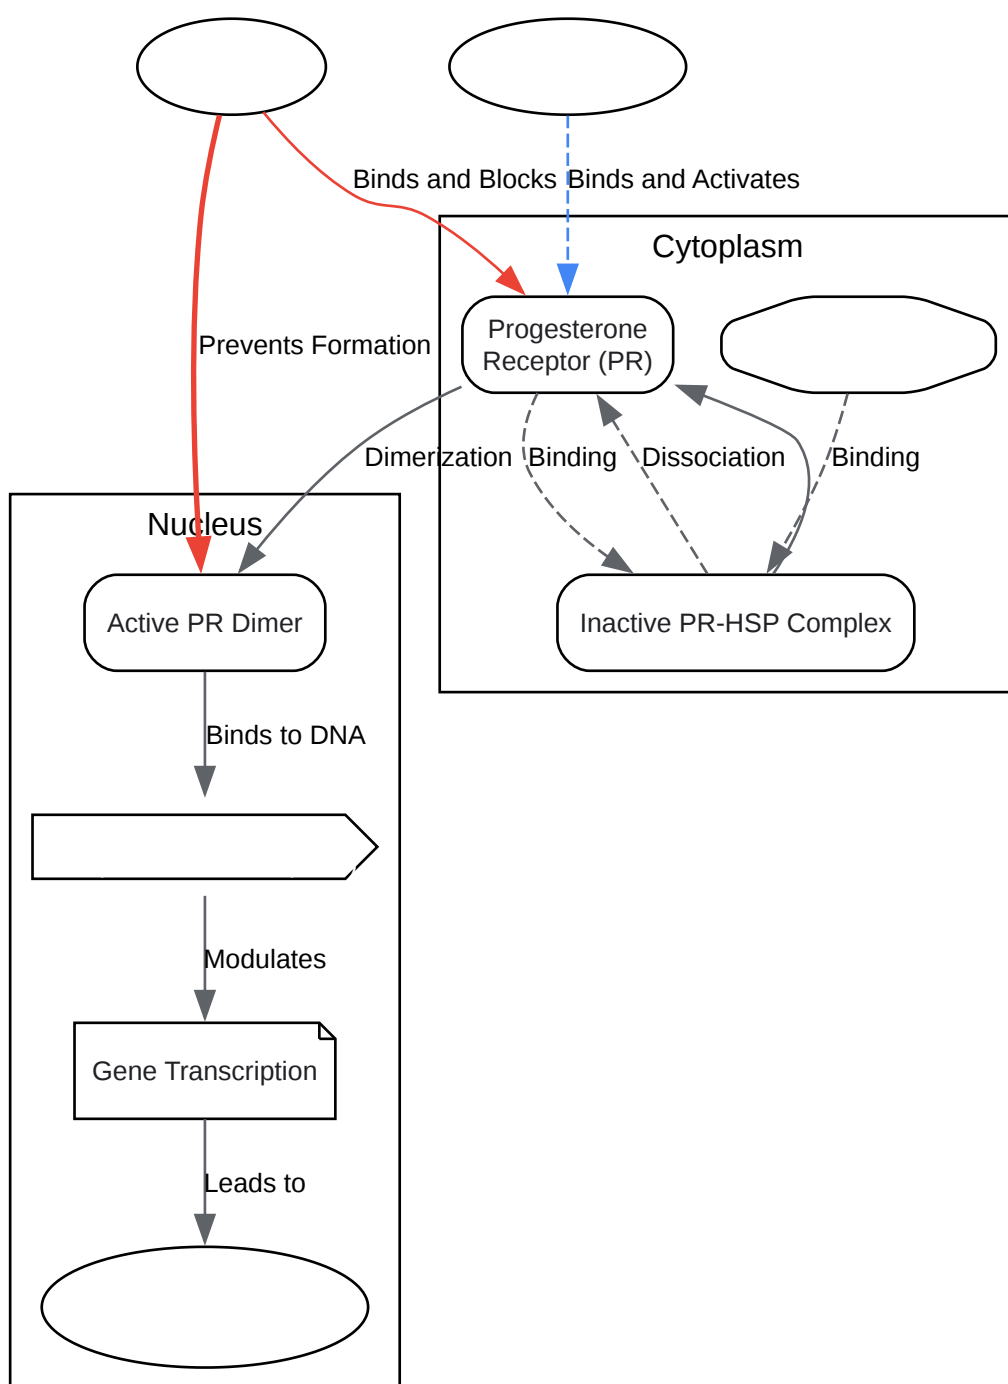 Binds and Blocks
Binds and Activates
Cytoplasm
Progesterone
Receptor (PR)
Prevents Formation
Dimerization
Binding
Dissociation
Binding
Nucleus
Active PR Dimer
Inactive PR-HSP Complex
Binds to DNA
Modulates
Gene Transcription
Leads to